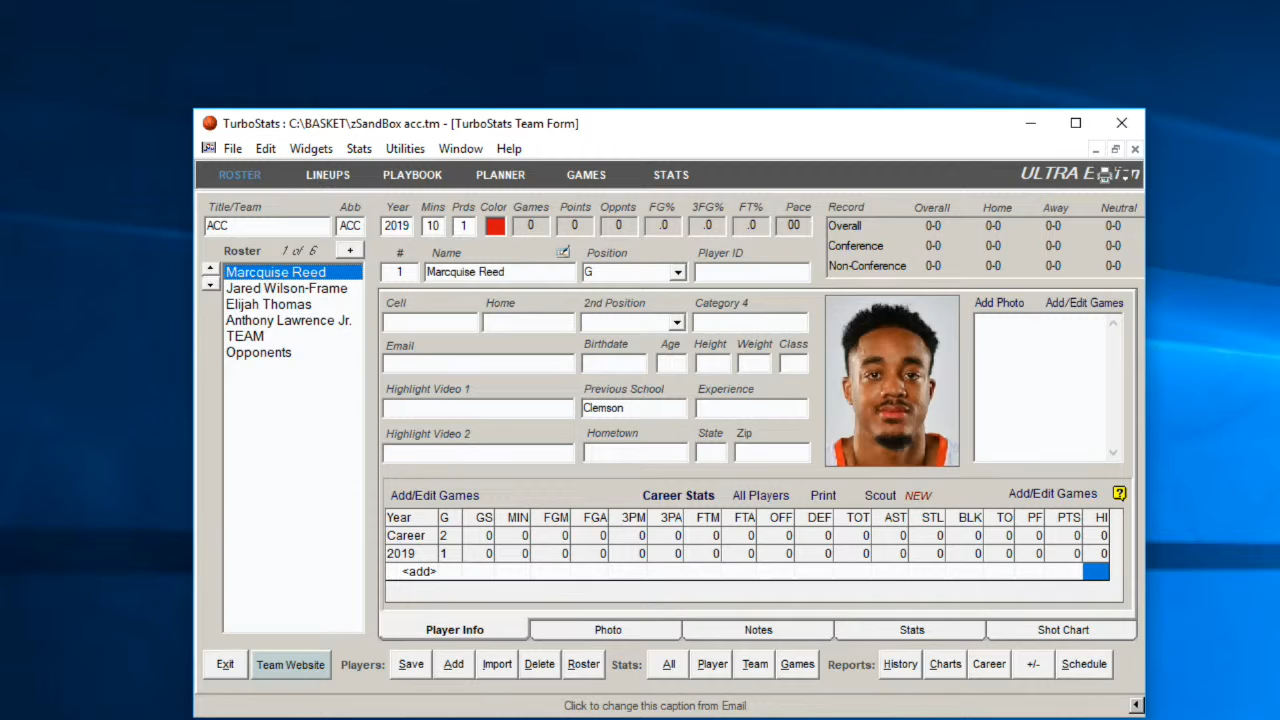 TurboStats : C:\BASKET\zSandBox acc.tm - [TurboStats Team Form]
File Edit Widgets Stats Utilities Window Help
ROSTER LINEUPS PLAYBOOK PLANNER GAMES STATS ULTRA
Title/Team Abb Year Mins Prds Color Games Points Oppnts FG% 3FG% FT% Pace Record Overall Home Away Neutral
ACC ACC 2019 10 1 0 0 0 .0 .0 .0 00 Overall 0-0 0-0 0-0 0-0
Conference 0-0 0-0 0-0 0-0
Roster 1 of 6 + # Name Position Player ID Non-Conference 0-0 0-0 0-0 0-0
1 Marcquise Reed G
Marcquise Reed
Jared Wilson-Frame
Elijah Thomas
Anthony Lawrence Jr.
TEAM
Opponents
Cell Home 2nd Position Category 4 Add Photo Add/Edit Games
Email Birthdate Age Height Weight Class
Highlight Video 1 Previous School Experience
Clemson
Highlight Video 2 Hometown State Zip
Add/Edit Games Career Stats All Players Print Scout NEW Add/Edit Games ?
Year G GS MIN FGM FGA 3PM 3PA FTM FTA OFF DEF TOT AST STL BLK TO PF PTS HI
Career 2 0 0 0 0 0 0 0 0 0 0 0 0 0 0 0 0 0 0
2019 1 0 0 0 0 0 0 0 0 0 0 0 0 0 0 0 0 0 0
<add>
Player Info Photo Notes Stats Shot Chart
Exit Team Website Players: Save Add Import Delete Roster Stats: All Player Team Games Reports: History Charts Career +/- Schedule
Click to change this caption from Email